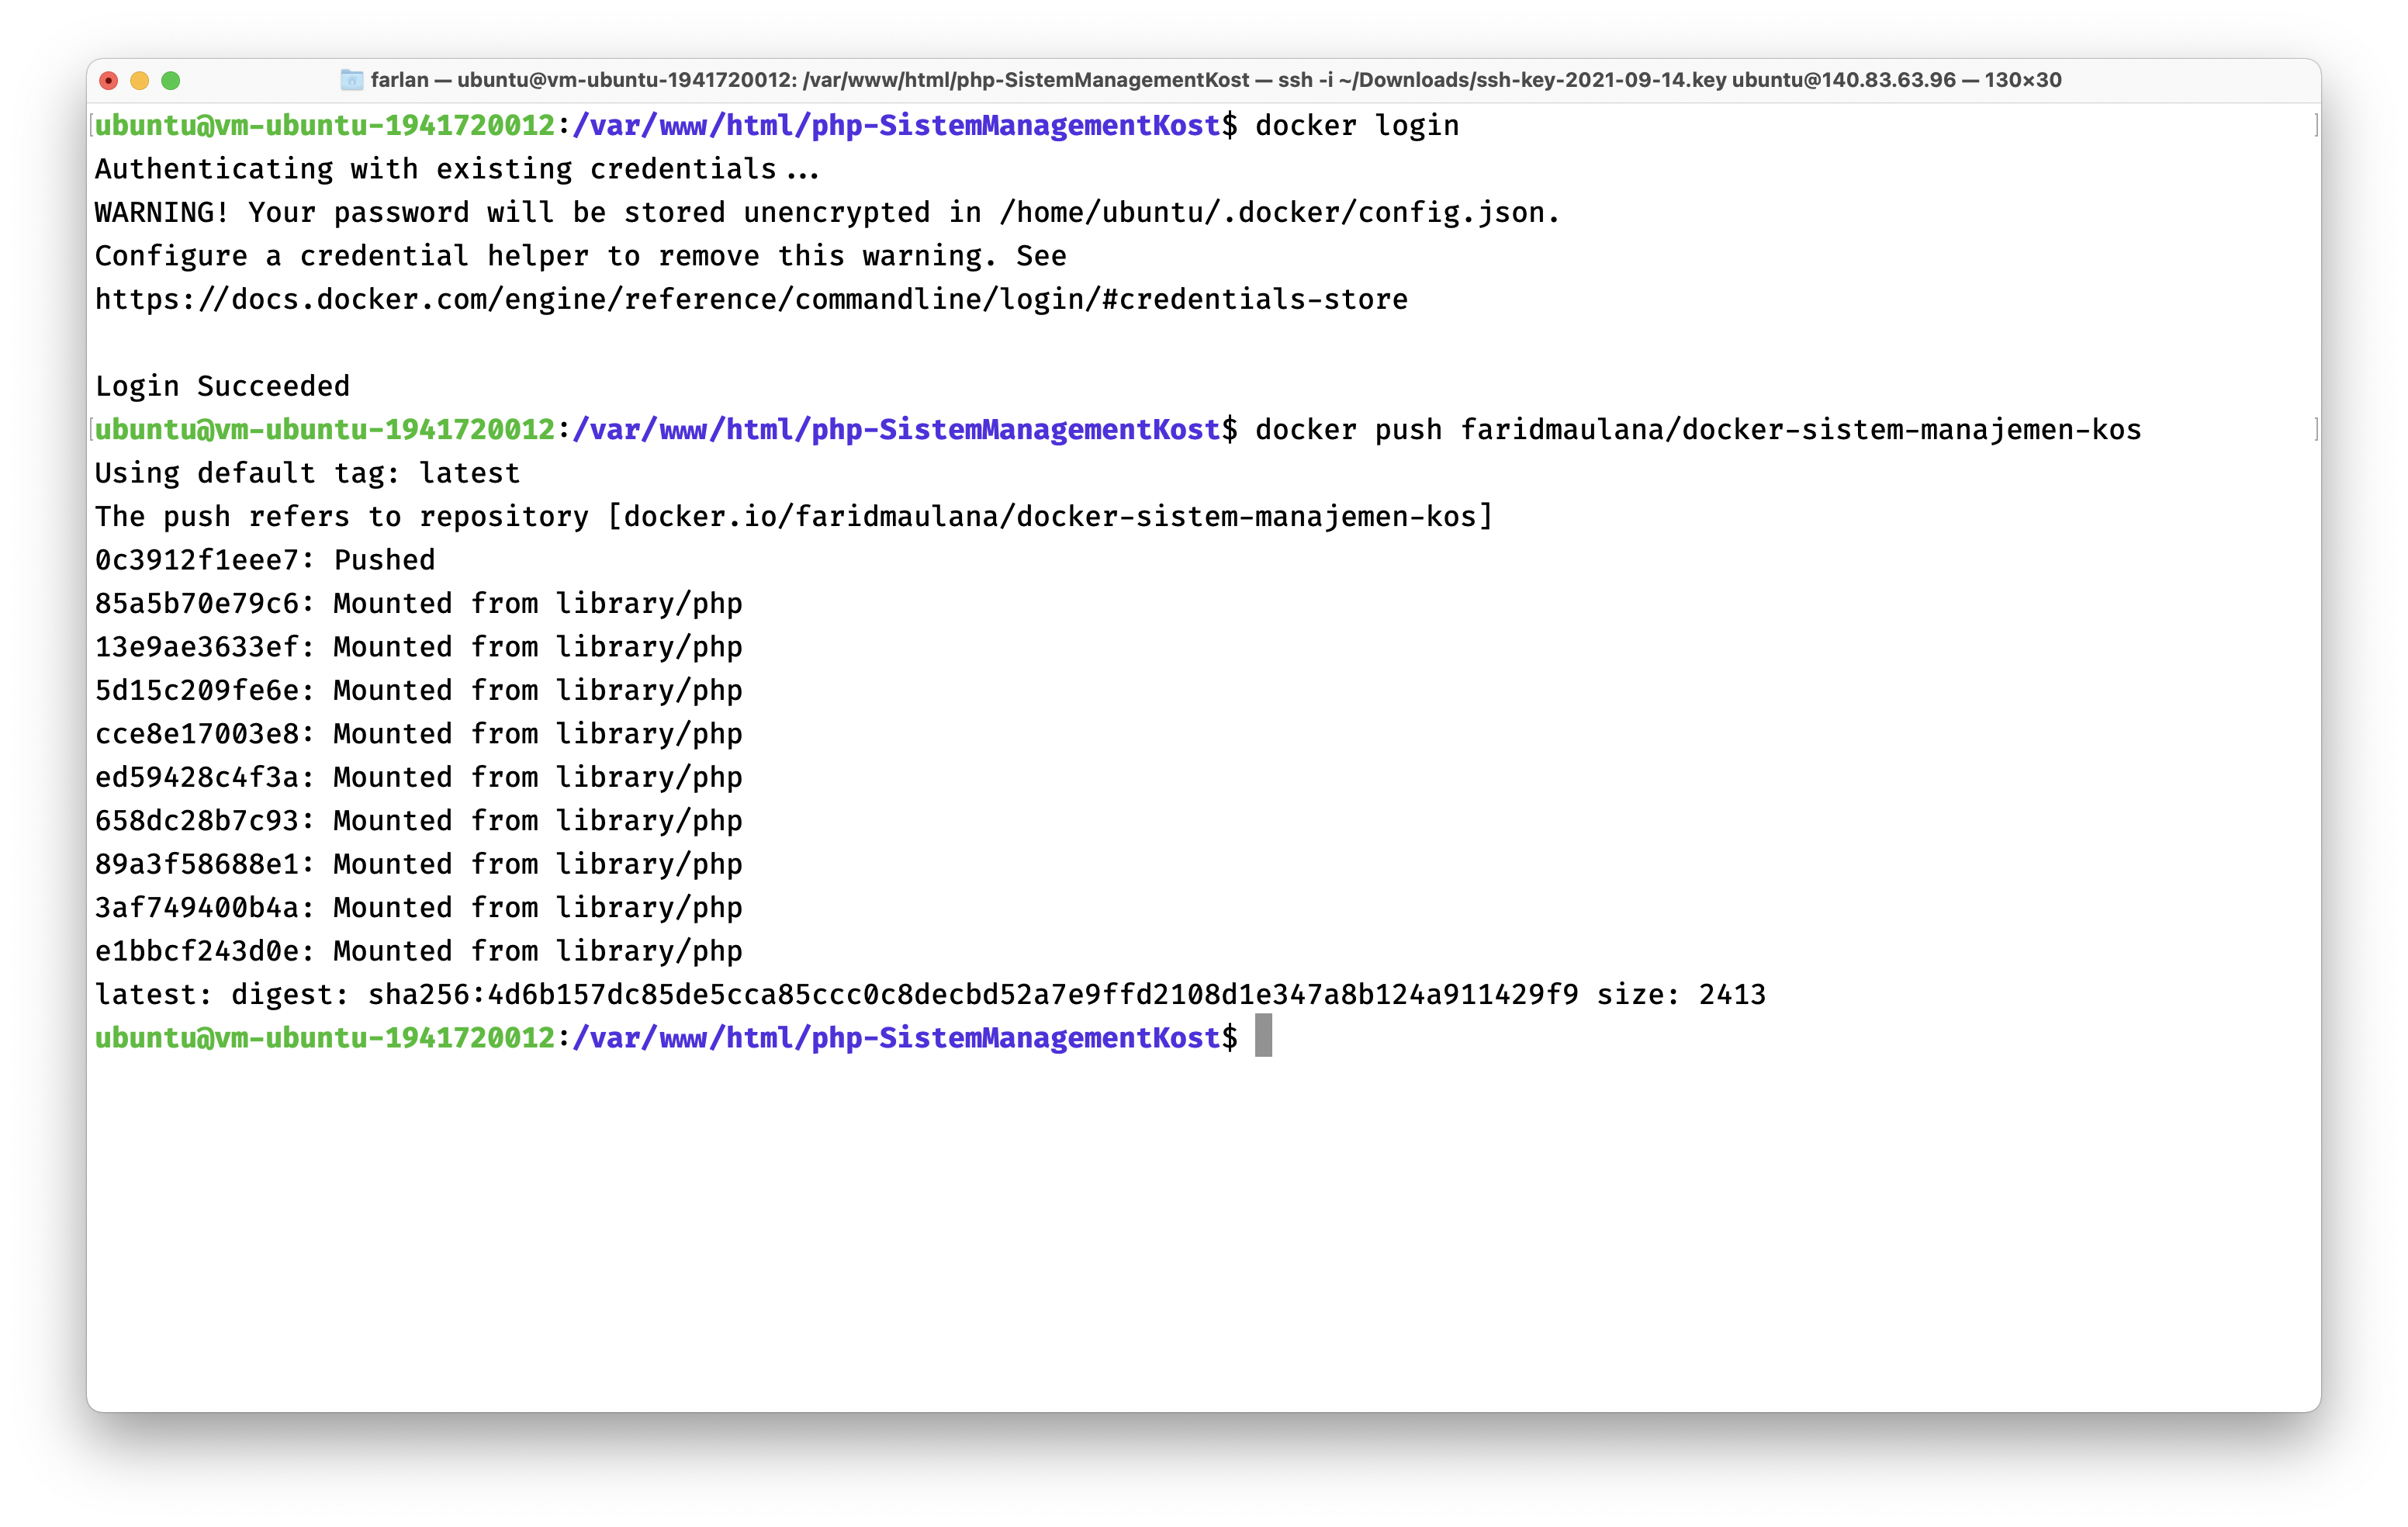 farlan — ubuntu@vm-ubuntu-1941720012: /var/www/html/php-SistemManagementKost — ssh -i ~/Downloads/ssh-key-2021-09-14.key ubuntu@140.83.63.96 — 130×30
[ubuntu@vm-ubuntu-1941720012:/var/www/html/php-SistemManagementKost$ docker login ]
Authenticating with existing credentials...
WARNING! Your password will be stored unencrypted in /home/ubuntu/.docker/config.json.
Configure a credential helper to remove this warning. See
https://docs.docker.com/engine/reference/commandline/login/#credentials-store
Login Succeeded
[ubuntu@vm-ubuntu-1941720012:/var/www/html/php-SistemManagementKost$ docker push faridmaulana/docker-sistem-manajemen-kos ]
Using default tag: latest
The push refers to repository [docker.io/faridmaulana/docker-sistem-manajemen-kos]
0c3912f1eee7: Pushed
85a5b70e79c6: Mounted from library/php
13e9ae3633ef: Mounted from library/php
5d15c209fe6e: Mounted from library/php
cce8e17003e8: Mounted from library/php
ed59428c4f3a: Mounted from library/php
658dc28b7c93: Mounted from library/php
89a3f58688e1: Mounted from library/php
3af749400b4a: Mounted from library/php
e1bbcf243d0e: Mounted from library/php
latest: digest: sha256:4d6b157dc85de5cca85ccc0c8decbd52a7e9ffd2108d1e347a8b124a911429f9 size: 2413
ubuntu@vm-ubuntu-1941720012:/var/www/html/php-SistemManagementKost$